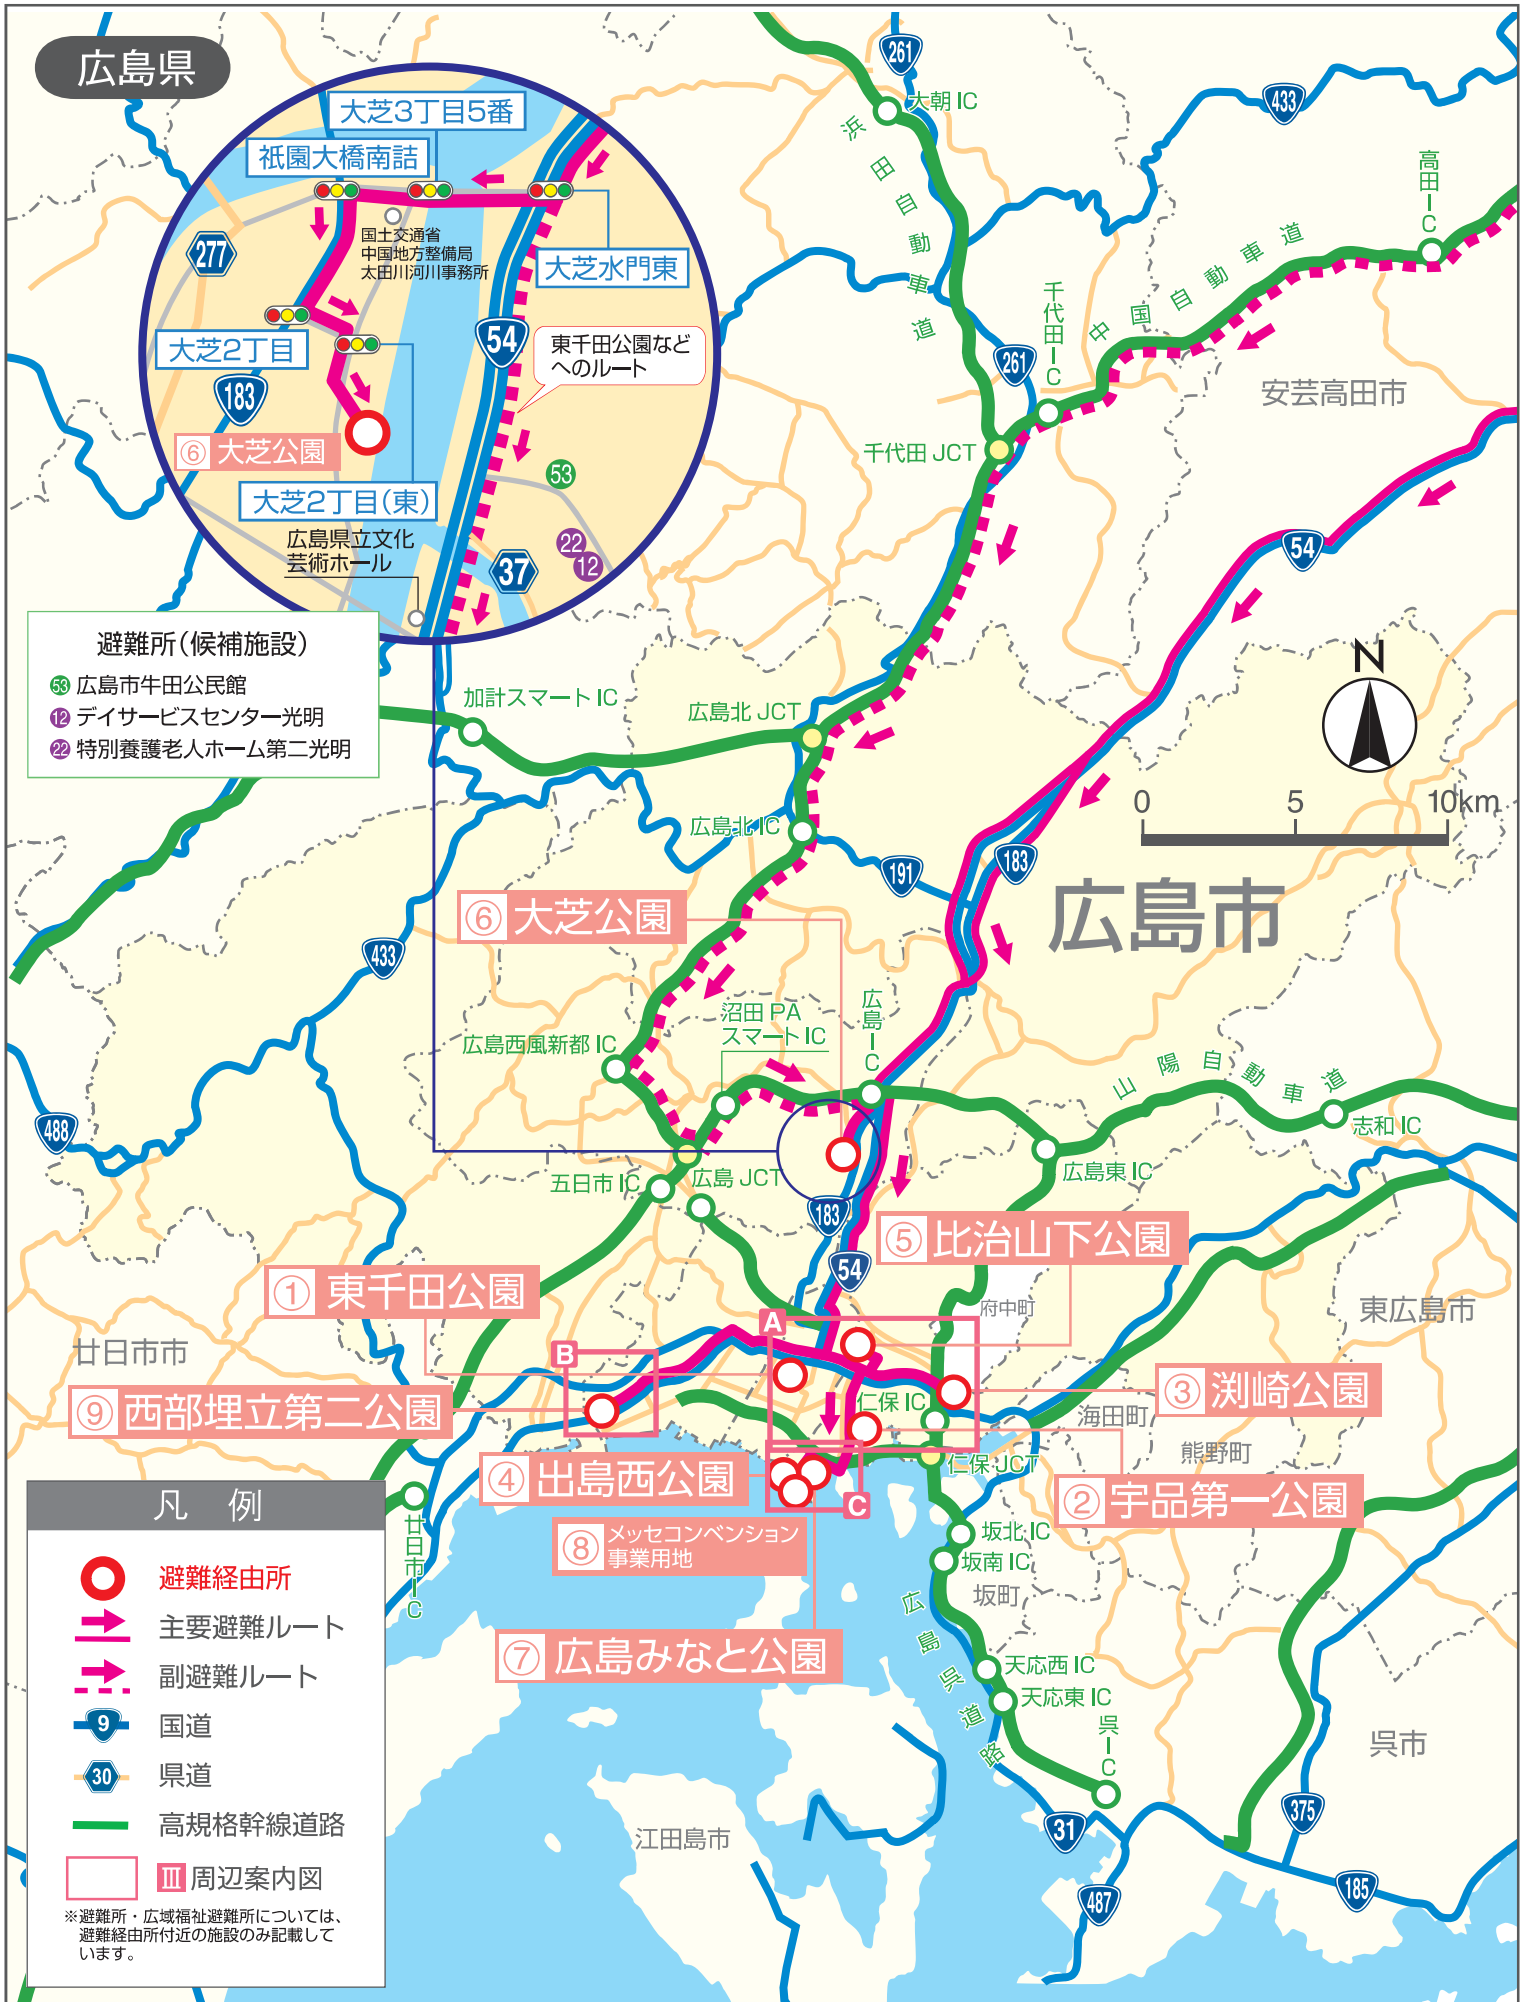 広島県
大芝3丁目5番
祇園大橋南詰
国土交通省
中国地方整備局
太田川河川事務所
277
大芝水門東
54
大芝2丁目
183
東千田公園など
へのルート
⑥ 大芝公園
53
大芝2丁目(東)
22
12
37
広島県立文化
芸術ホール
避難所(候補施設)
53 広島市牛田公民館
12 デイサービスセンター光明
22 特別養護老人ホーム第二光明
261
大朝IC
433
浜田自動車道
高田IC
中国自動車道
千代田IC
261
安芸高田市
千代田JCT
54
N
0 5 10km
加計スマートIC
広島北JCT
広島北IC
191
183
広島市
⑥ 大芝公園
433
沼田PA
スマートIC
広島IC
広島西風新都IC
山陽自動車道
志和IC
488
五日市IC
広島JCT
広島東IC
183
⑤ 比治山下公園
54
① 東千田公園
府中町
東広島市
廿日市市
A
B
③ 渕崎公園
⑨ 西部埋立第二公園
仁保IC
海田町
熊野町
仁保JCT
④ 出島西公園
C
② 宇品第一公園
⑧ メッセコンベンション
事業用地
坂北IC
坂南IC
坂町
廿日市IC
広島呉道路
⑦ 広島みなと公園
天応西IC
天応東IC
呉IC
呉市
江田島市
31
375
487
185
凡 例
避難経由所
主要避難ルート
副避難ルート
9 国道
30 県道
高規格幹線道路
Ⅲ 周辺案内図
※避難所・広域福祉避難所については、
避難経由所付近の施設のみ記載して
います。